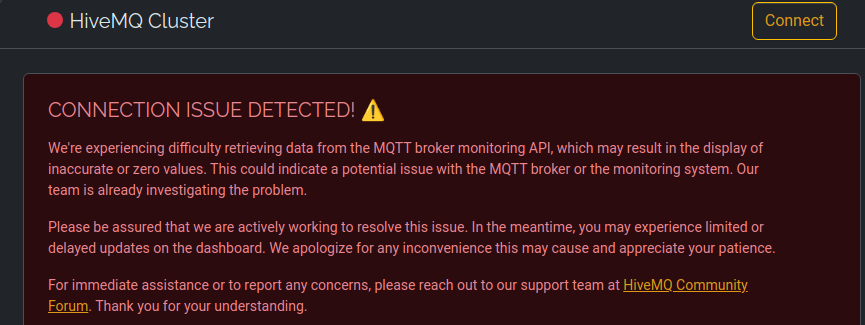 HiveMQ Cluster
Connect
CONNECTION ISSUE DETECTED! ⚠️
We're experiencing difficulty retrieving data from the MQTT broker monitoring API, which may result in the display of
inaccurate or zero values. This could indicate a potential issue with the MQTT broker or the monitoring system. Our
team is already investigating the problem.
Please be assured that we are actively working to resolve this issue. In the meantime, you may experience limited or
delayed updates on the dashboard. We apologize for any inconvenience this may cause and appreciate your patience.
For immediate assistance or to report any concerns, please reach out to our support team at HiveMQ Community
Forum. Thank you for your understanding.